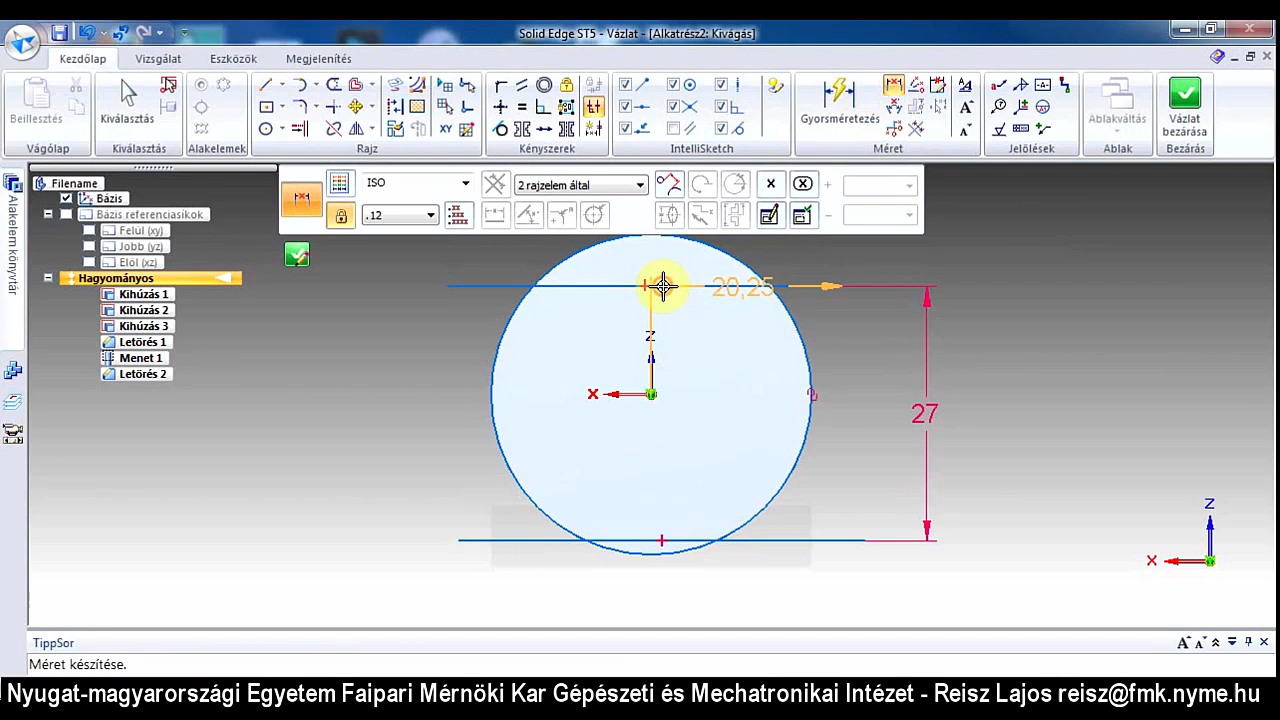 Solid Edge ST5 - Vázlat - [Alkatrész2: Kivágás]
Kezdőlap Vizsgálat Eszközök Megjelenítés
Beillesztés Kiválasztás Gyorsméretezés Ablakváltás Vázlat bezárása
Vágólap Kiválasztás Alakelemek Rajz Kényszerek IntelliSketch Méret Jelölések Ablak Bezárás
ISO 2 rajzelem által
.12
Alakelem könyvtár
Filename
Bázis
Bázis referenciasíkok
Felül (xy)
Jobb (yz)
Elöl (xz)
Hagyományos
Kihúzás 1
Kihúzás 2
Kihúzás 3
Letörés 1
Menet 1
Letörés 2
20,25
Z
X
27
Z
X
TippSor
Méret készítése.
Nyugat-magyarországi Egyetem Faipari Mérnöki Kar Gépészeti és Mechatronikai Intézet - Reisz Lajos reisz@fmk.nyme.hu